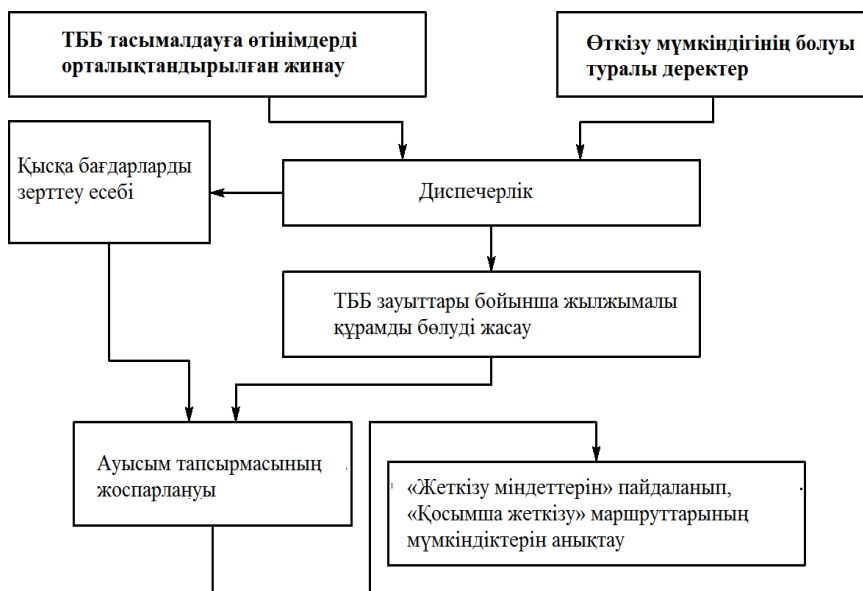 ТББ тасымалдауға өтінімдерді
орталықтандырылған жинау
Өткізу мүмкіндігінің болуы
туралы деректер
Қысқа бағдарларды
зерттеу есебі
Диспечерлік
ТББ зауыттары бойынша жылжымалы
құрамды бөлуді жасау
Ауысым тапсырмасының
жоспарлануы
«Жеткізу міндеттерін» пайдаланып,
«Қосымша жеткізу» маршруттарының
мүмкіндіктерін анықтау